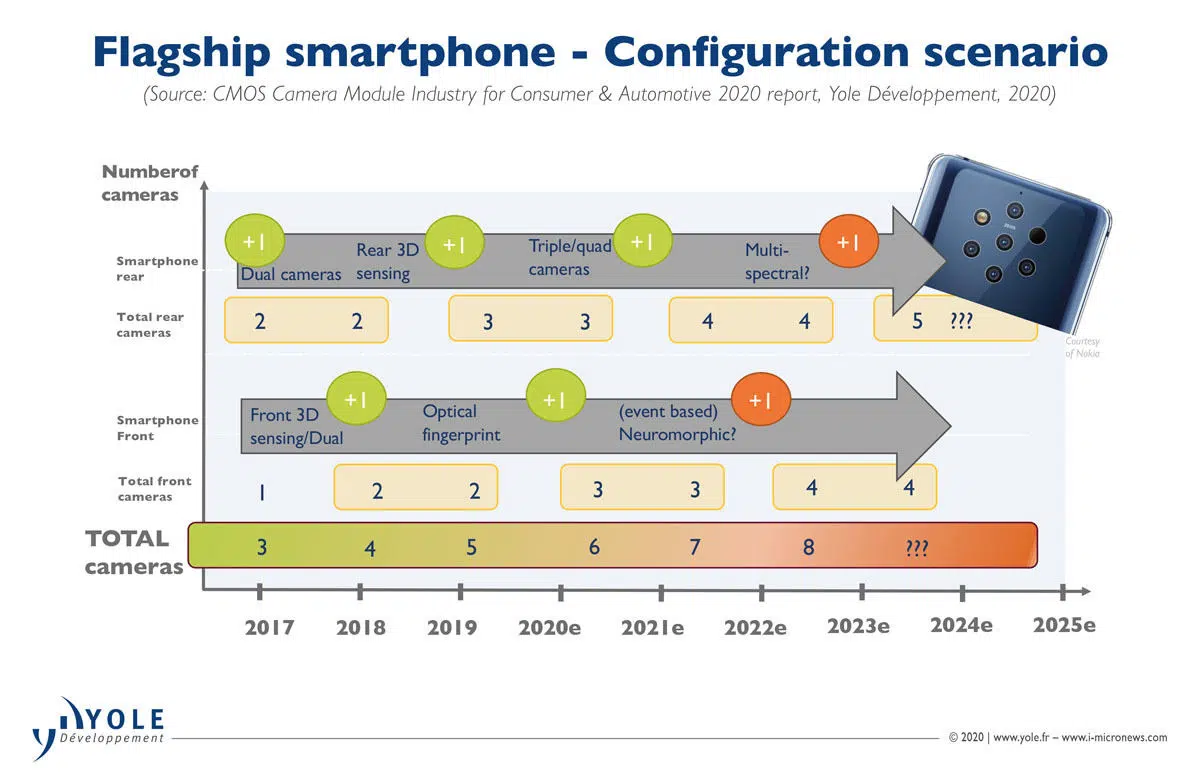 Flagship smartphone - Configuration scenario
(Source: CMOS Camera Module Industry for Consumer & Automotive 2020 report, Yole Développement, 2020)
Numberof
cameras
Smartphone
rear
+1
Dual cameras
Rear 3D
sensing
+1
Triple/quad
cameras
+1
Multi-
spectral?
+1
Total rear
cameras
2 2 3 3 4 4 5 ???
Courtesy
of Nokia
Smartphone
Front
Front 3D
sensing/Dual
+1
Optical
fingerprint
+1
(event based)
Neuromorphic?
+1
Total front
cameras
1 2 2 3 3 4 4
TOTAL
cameras
3 4 5 6 7 8 ???
2017 2018 2019 2020e 2021e 2022e 2023e 2024e 2025e
YOLE
Développement
© 2020 | www.yole.fr – www.i-micronews.com